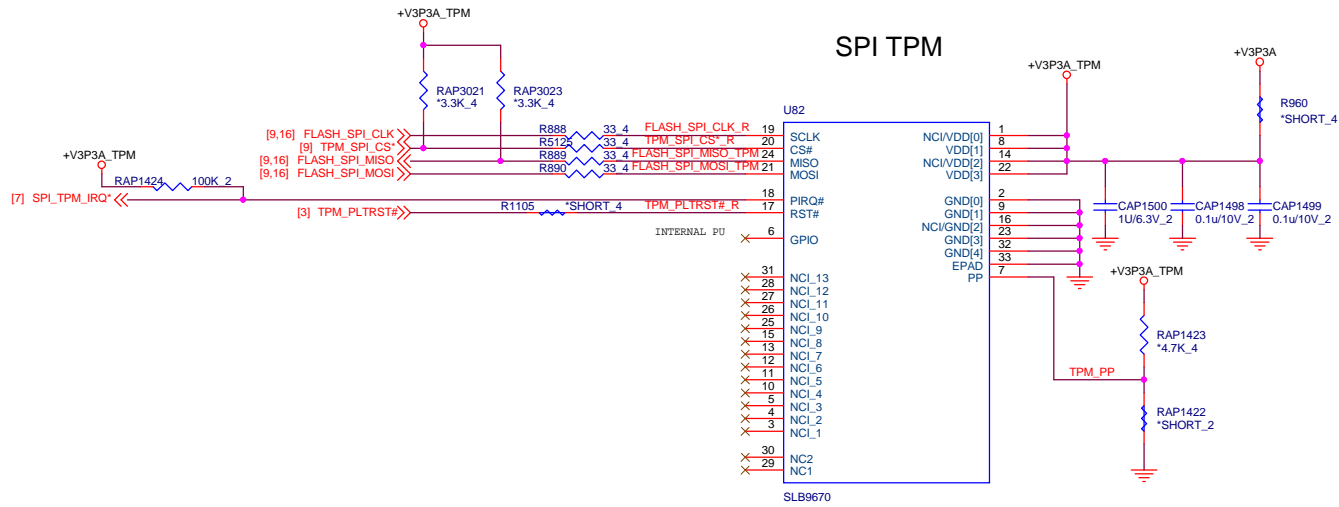 SPI TPM
+V3P3A_TPM
RAP3021
*3.3K_4
RAP3023
*3.3K_4
[9,16] FLASH_SPI_CLK
R888 33_4 FLASH_SPI_CLK_R
[9] TPM_SPI_CS*
R5125 33_4 TPM_SPI_CS*_R
[9,16] FLASH_SPI_MISO
R889 33_4 FLASH_SPI_MISO_TPM
[9,16] FLASH_SPI_MOSI
R890 33_4 FLASH_SPI_MOSI_TPM
+V3P3A_TPM
RAP1424 100K_2
[7] SPI_TPM_IRQ*
[3] TPM_PLTRST#
R1105 *SHORT_4 TPM_PLTRST#_R
INTERNAL PU
U82
19 SCLK
20 CS#
24 MISO
21 MOSI
18 PIRQ#
17 RST#
6 GPIO
31 NCI_13
28 NCI_12
27 NCI_11
26 NCI_10
25 NCI_9
15 NCI_8
13 NCI_7
12 NCI_6
11 NCI_5
10 NCI_4
5 NCI_3
4 NCI_2
3 NCI_1
30 NC2
29 NC1
NCI/VDD[0] 1
VDD[1] 8
NCI/VDD[2] 14
VDD[3] 22
GND[0] 2
GND[1] 9
NCI/GND[2] 16
GND[3] 23
GND[4] 32
EPAD 33
PP 7
SLB9670
+V3P3A_TPM
+V3P3A
R960
*SHORT_4
CAP1500
1U/6.3V_2
CAP1498
0.1u/10V_2
CAP1499
0.1u/10V_2
+V3P3A_TPM
RAP1423
*4.7K_4
TPM_PP
RAP1422
*SHORT_2